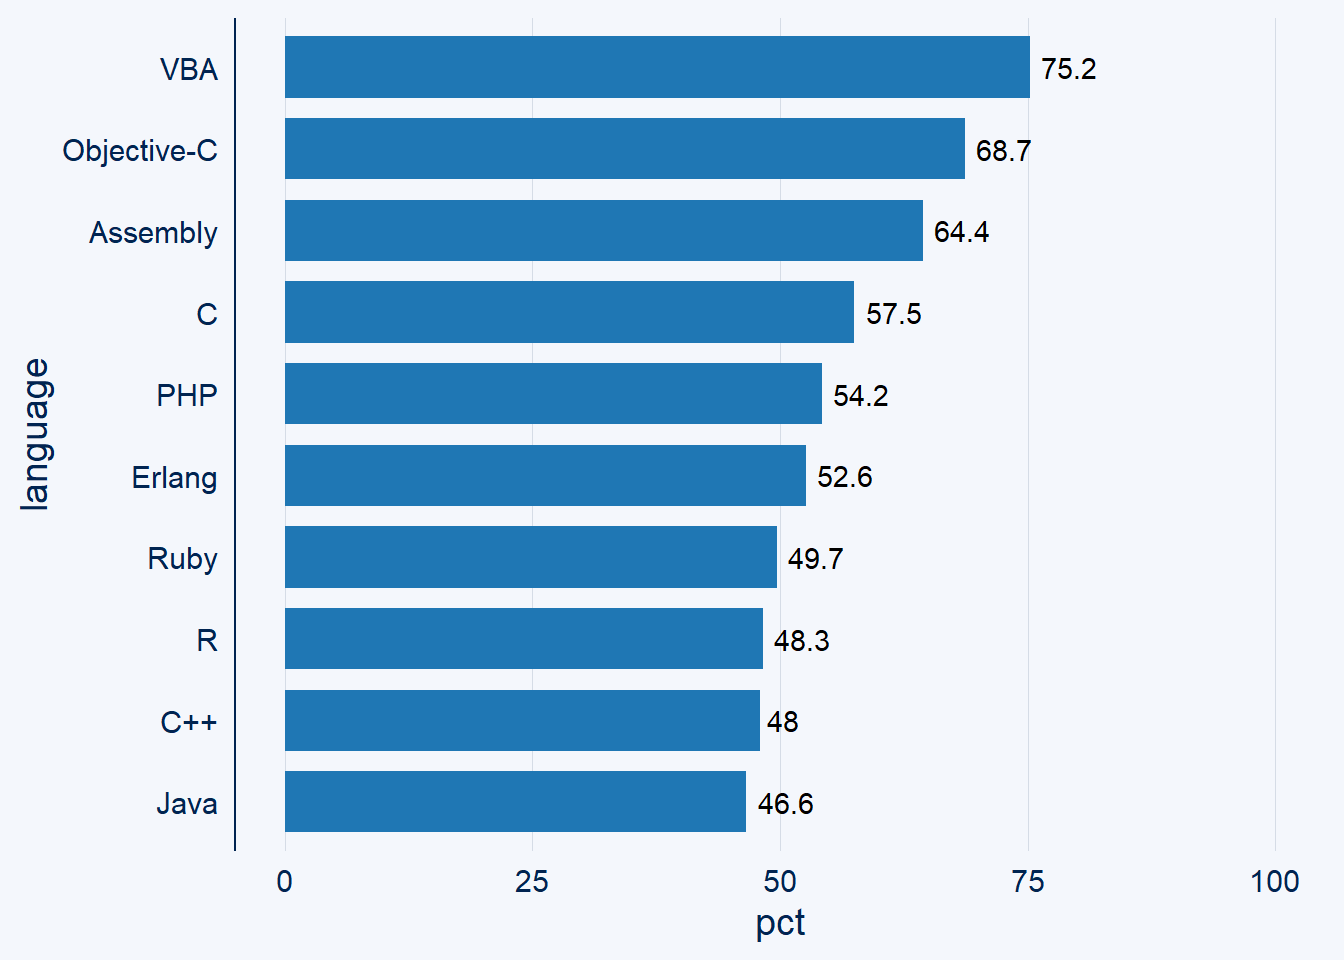 VBA 75.2
Objective-C 68.7
Assembly 64.4
C 57.5
PHP 54.2
Erlang 52.6
Ruby 49.7
R 48.3
C++ 48
Java 46.6
language
0 25 50 75 100
pct